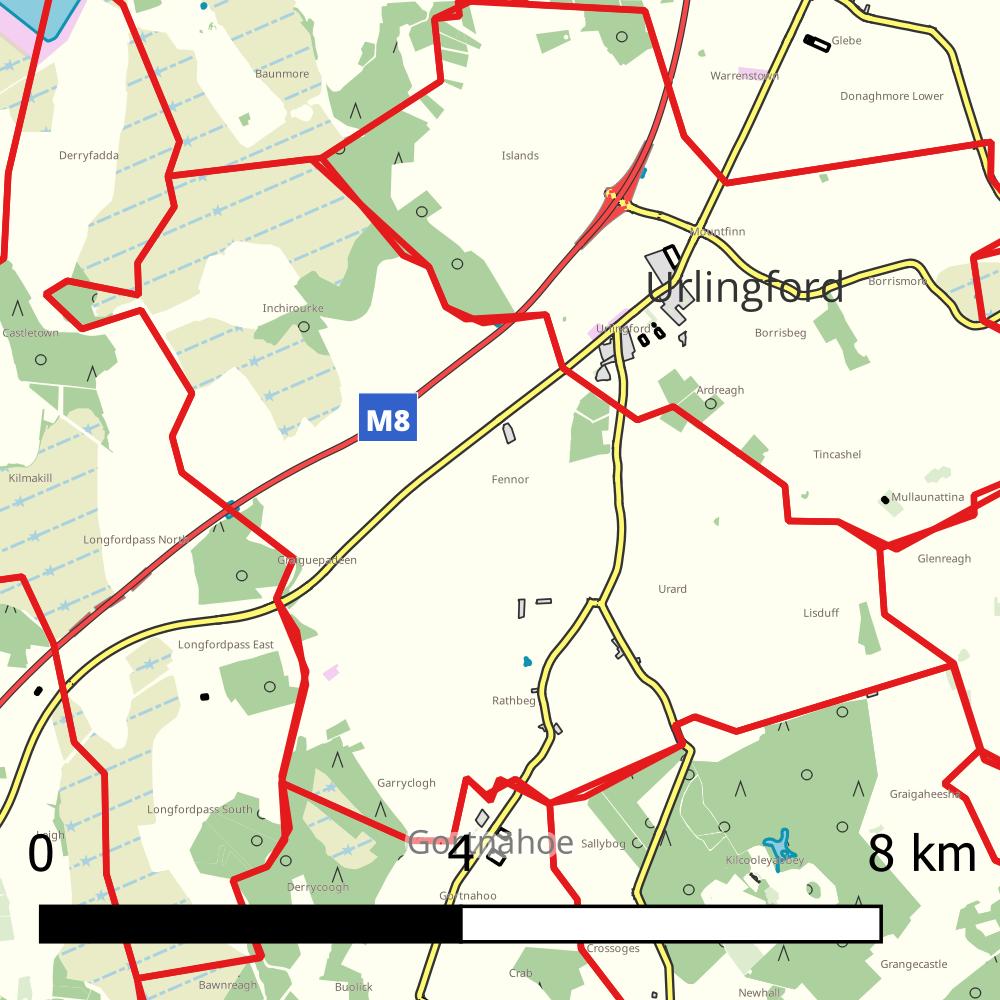 Glebe
Baunmore
Warrenstown
Donaghmore Lower
Derryfadda
Islands
Mountfinn
Borrismore
Urlingford
Inchirourke
Castletown
Urlingford
Borrisbeg
Ardreagh
M8
Tincashel
Kilmakill
Fennor
Mullaunattina
Longfordpass North
Graiguepadeen
Glenreagh
Urard
Lisduff
Longfordpass East
Rathbeg
Garryclogh
Graigaheesha
Longfordpass South
Leigh
Gortnahoe
Sallybog
0 4 8 km
Kilcooleyabbey
Derrycoogh
Gortnahoo
Crossoges
Grangecastle
Crab
Bawnreagh
Buolick
Newhall